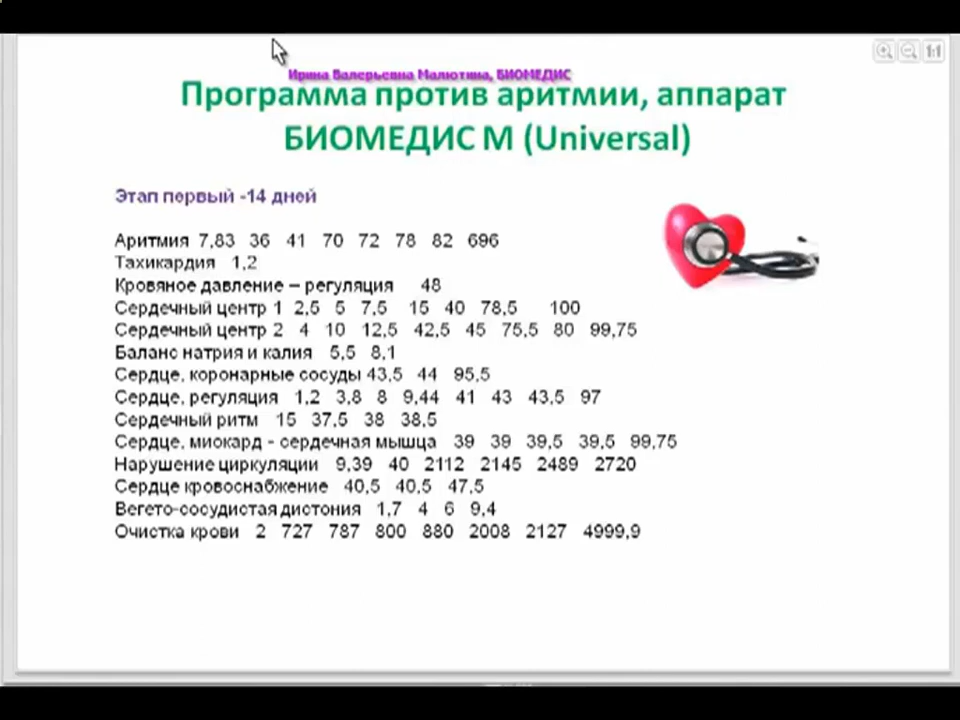 Ирина Валерьевна Малютина, БИОМЕДИС
Программа против аритмии, аппарат
БИОМЕДИС М (Universal)
Этап первый -14 дней
Аритмия 7,83 36 41 70 72 78 82 696
Тахикардия 1,2
Кровяное давление – регуляция 48
Сердечный центр 1 2,5 5 7,5 15 40 78,5 100
Сердечный центр 2 4 10 12,5 42,5 45 75,5 80 99,75
Баланс натрия и калия 5,5 8,1
Сердце, коронарные сосуды 43,5 44 95,5
Сердце, регуляция 1,2 3,8 8 9,44 41 43 43,5 97
Сердечный ритм 15 37,5 38 38,5
Сердце, миокард - сердечная мышца 39 39 39,5 39,5 99,75
Нарушение циркуляции 9,39 40 2112 2145 2489 2720
Сердце кровоснабжение 40,5 40,5 47,5
Вегето-сосудистая дистония 1,7 4 6 9,4
Очистка крови 2 727 787 800 880 2008 2127 4999,9
1:1